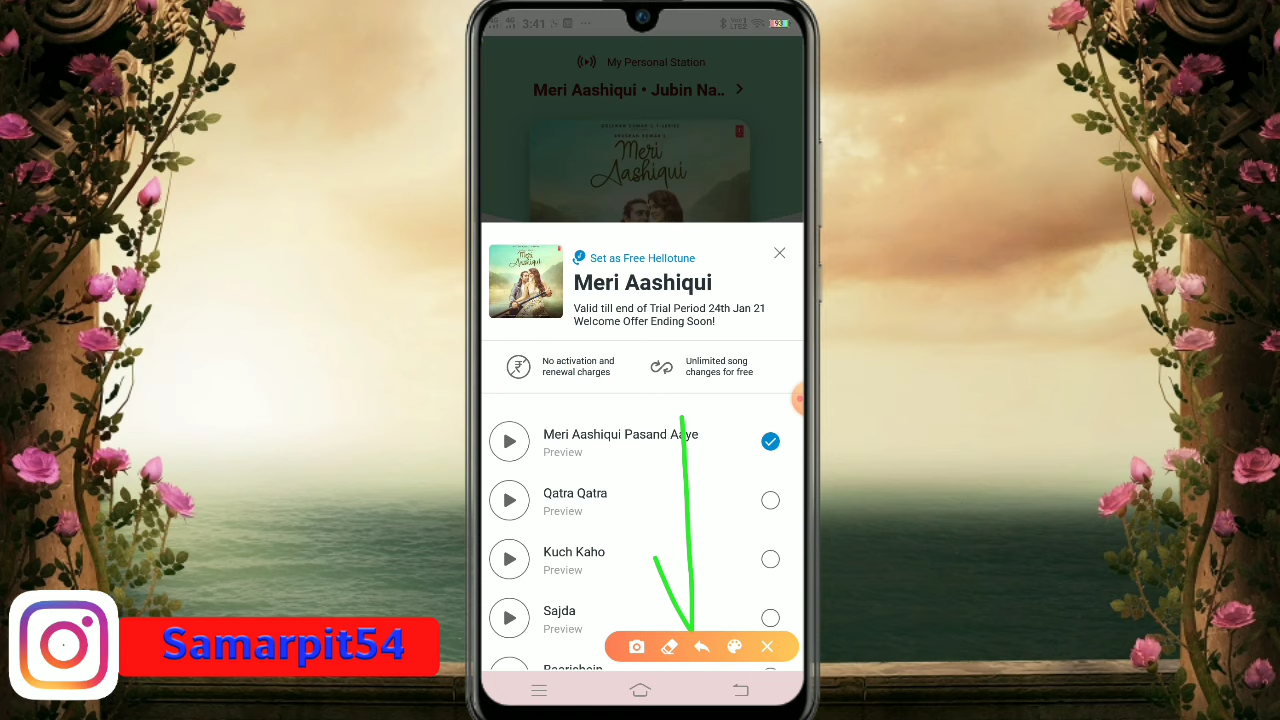 3:41
93
My Personal Station
Meri Aashiqui • Jubin Na..
Meri
Aashiqui
Set as Free Hellotune
Meri Aashiqui
Valid till end of Trial Period 24th Jan 21
Welcome Offer Ending Soon!
No activation and
renewal charges
Unlimited song
changes for free
Meri Aashiqui Pasand Aaye
Preview
Qatra Qatra
Preview
Kuch Kaho
Preview
Sajda
Preview
Samarpit54